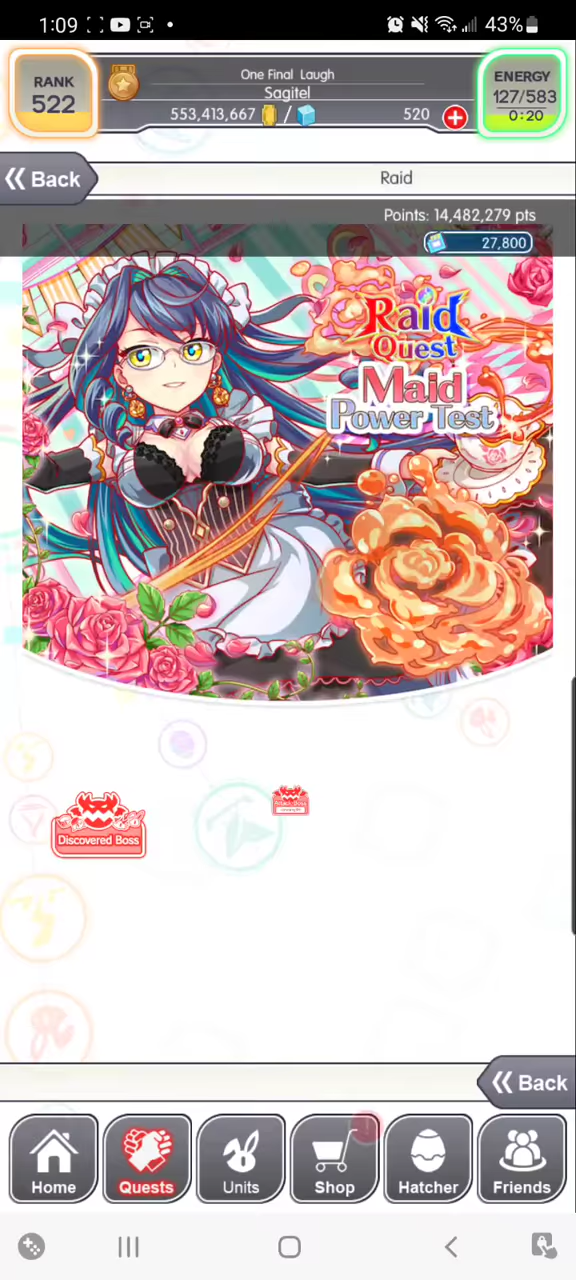 1:09
43%
RANK
522
One Final Laugh
Sagitel
553,413,667 / 520
ENERGY
127/583
0:20
Back
Raid
Points: 14,482,279 pts
27,800
Raid
Quest
Maid
Power Test
Discovered Boss
Attack Boss
Back
Home
Quests
Units
Shop
Hatcher
Friends